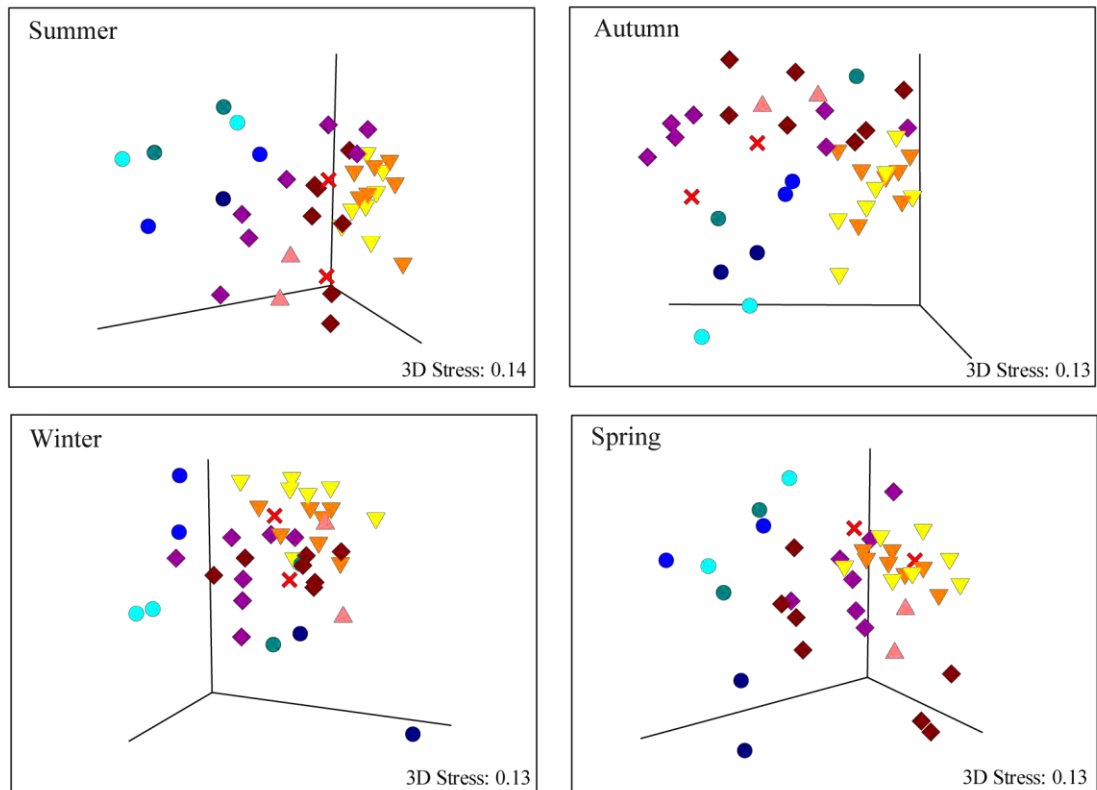 Summer
3D Stress: 0.14
Autumn
3D Stress: 0.13
Winter
3D Stress: 0.13
Spring
3D Stress: 0.13